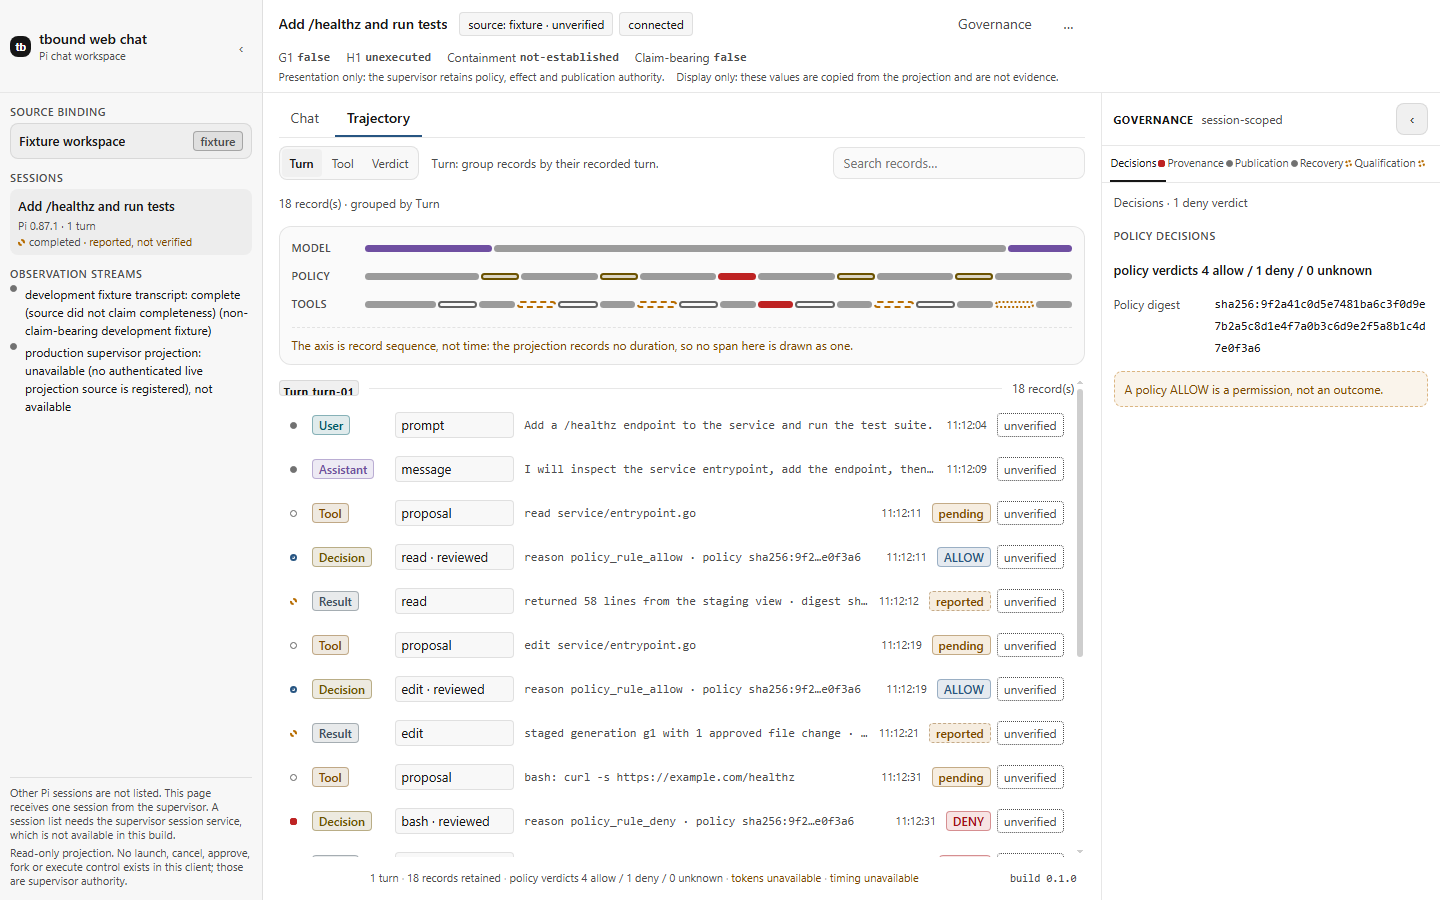 tb
tbound web chat
Pi chat workspace
‹
SOURCE BINDING
Fixture workspace
fixture
SESSIONS
Add /healthz and run tests
Pi 0.87.1 · 1 turn
completed · reported, not verified
OBSERVATION STREAMS
development fixture transcript: complete
(source did not claim completeness) (non-
claim-bearing development fixture)
production supervisor projection:
unavailable (no authenticated live
projection source is registered), not
available
Other Pi sessions are not listed. This page
receives one session from the supervisor. A
session list needs the supervisor session service,
which is not available in this build.
Read-only projection. No launch, cancel, approve,
fork or execute control exists in this client; those
are supervisor authority.
Add /healthz and run tests
source: fixture · unverified
connected
Governance
...
G1 false H1 unexecuted Containment not-established Claim-bearing false
Presentation only: the supervisor retains policy, effect and publication authority. Display only: these values are copied from the projection and are not evidence.
Chat Trajectory
Turn Tool Verdict Turn: group records by their recorded turn.
Search records...
18 record(s) · grouped by Turn
MODEL
POLICY
TOOLS
The axis is record sequence, not time: the projection records no duration, so no span here is drawn as one.
Turn turn-01 18 record(s)
User prompt Add a /healthz endpoint to the service and run the test suite. 11:12:04 unverified
Assistant message I will inspect the service entrypoint, add the endpoint, then… 11:12:09 unverified
Tool proposal read service/entrypoint.go 11:12:11 pending unverified
Decision read · reviewed reason policy_rule_allow · policy sha256:9f2…e0f3a6 11:12:11 ALLOW unverified
Result read returned 58 lines from the staging view · digest sh… 11:12:12 reported unverified
Tool proposal edit service/entrypoint.go 11:12:19 pending unverified
Decision edit · reviewed reason policy_rule_allow · policy sha256:9f2…e0f3a6 11:12:19 ALLOW unverified
Result edit staged generation g1 with 1 approved file change · … 11:12:21 reported unverified
Tool proposal bash: curl -s https://example.com/healthz 11:12:31 pending unverified
Decision bash · reviewed reason policy_rule_deny · policy sha256:9f2…e0f3a6 11:12:31 DENY unverified
1 turn · 18 records retained · policy verdicts 4 allow / 1 deny / 0 unknown · tokens unavailable · timing unavailable
build 0.1.0
GOVERNANCE session-scoped
‹
Decisions Provenance Publication Recovery Qualification
Decisions · 1 deny verdict
POLICY DECISIONS
policy verdicts 4 allow / 1 deny / 0 unknown
Policy digest sha256:9f2a41c0d5e7481ba6c3f0d9e
7b2a5c8d1e4f7a0b3c6d9e2f5a8b1c4d
7e0f3a6
A policy ALLOW is a permission, not an outcome.